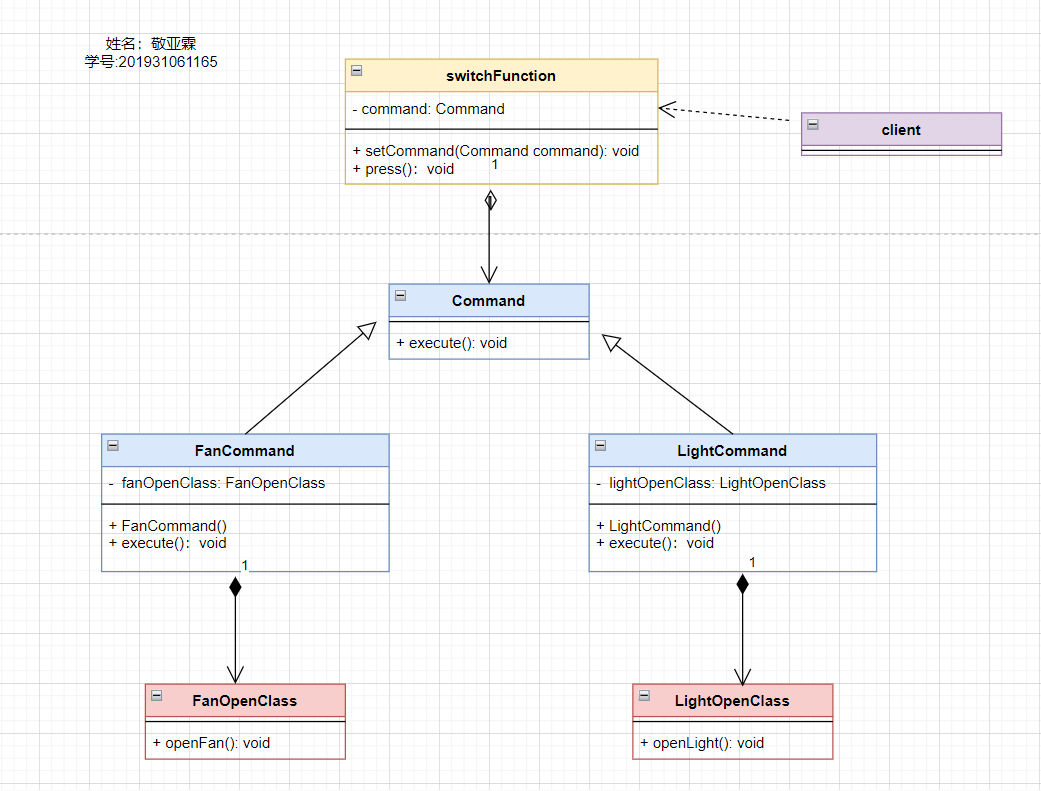 姓名：敬亚霖
学号:201931061165
switchFunction
- command: Command
+ setCommand(Command command): void
+ press()：void
1
client
Command
+ execute(): void
FanCommand
- fanOpenClass: FanOpenClass
+ FanCommand()
+ execute()：void
1
LightCommand
- lightOpenClass: LightOpenClass
+ LightCommand()
+ execute()：void
1
FanOpenClass
+ openFan(): void
LightOpenClass
+ openLight(): void